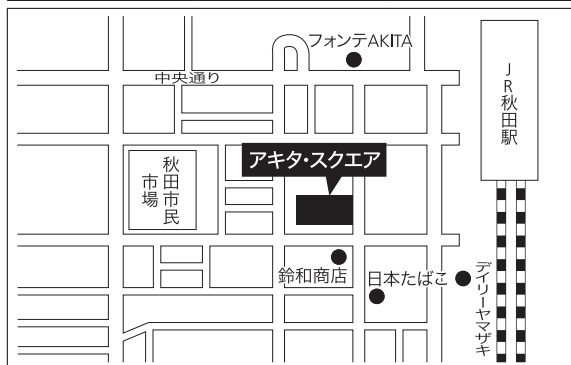 フォンテAKITA
中央通り
JR秋田駅
アキタ・スクエア
秋田市民
市場
鈴和商店
日本たばこ
デイリーヤマザキ